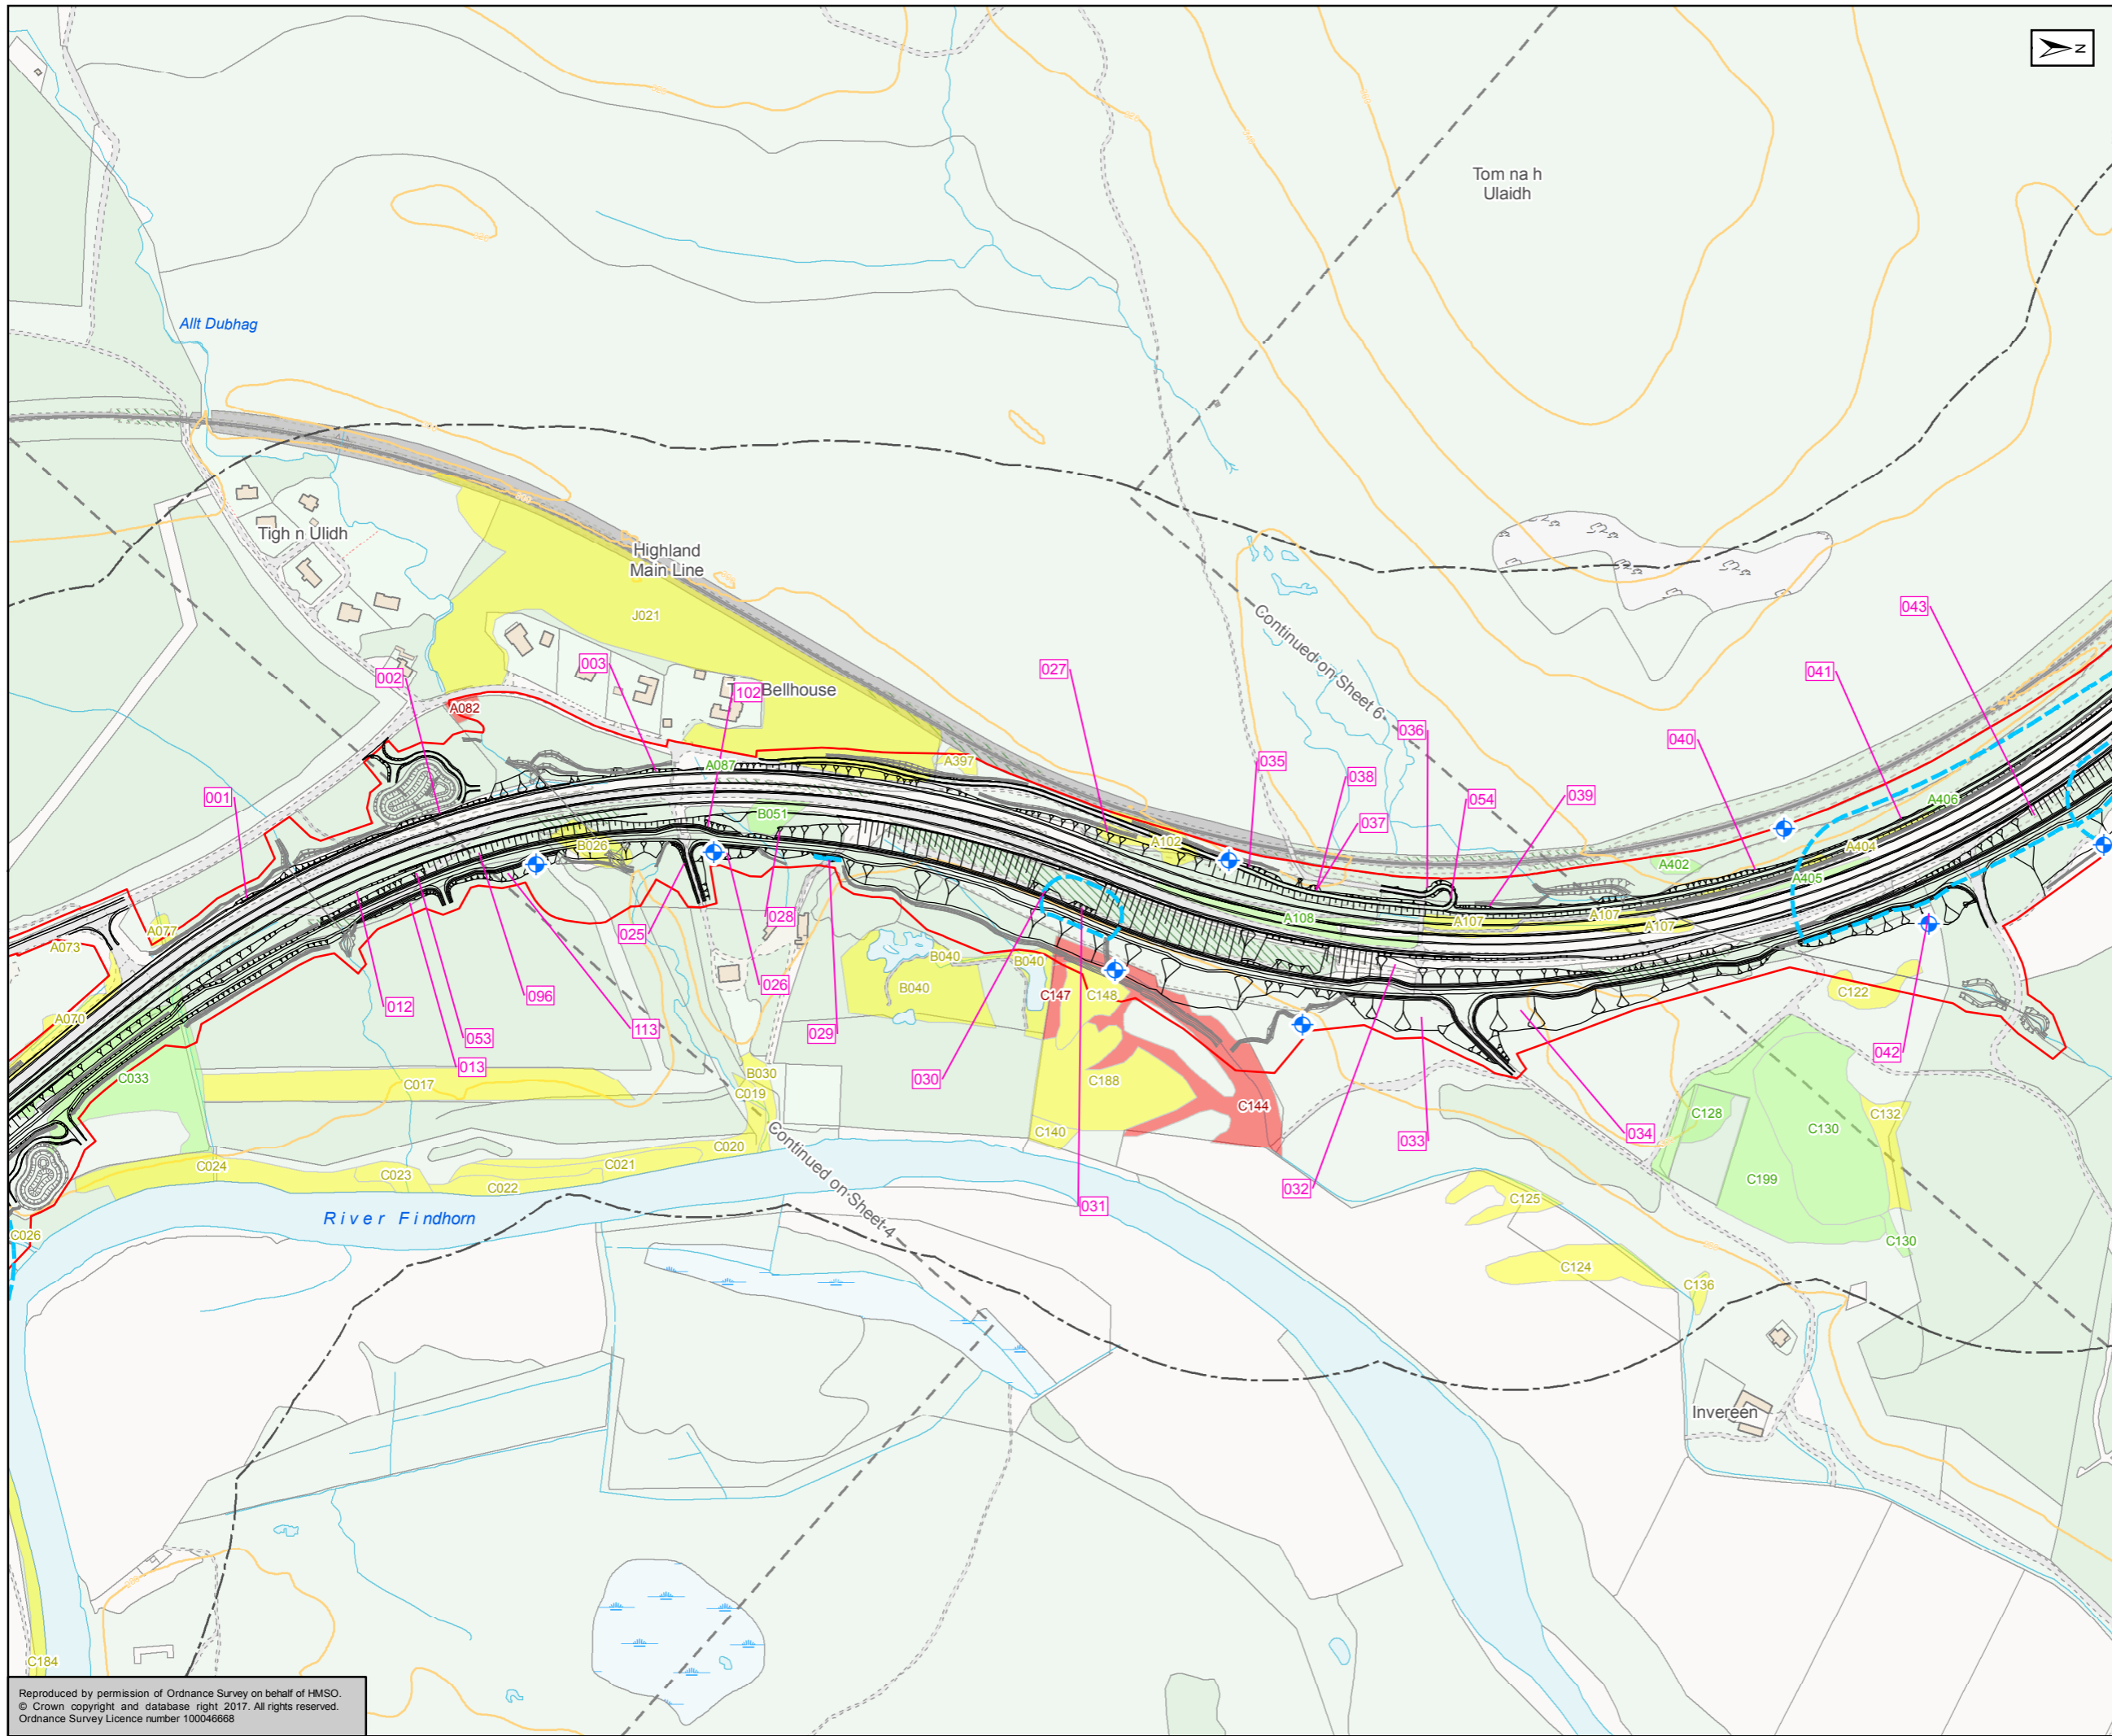 N
Tom na h
Ulaidh
Allt Dubhag
Tigh n Ulidh
Highland
Main Line
J021
Continued on Sheet 6
043
041
027
003
002
102
Bellhouse
A082
036
040
035
038
A087
A397
001
054
039
A406
B051
037
A102
B026
A404
A402
A405
A108
A107
A107
A107
A077
A073
025
028
026
B040
B040
B040
012
096
C147
C148
C122
A070
113
029
053
013
034
042
030
B030
C033
C017
C188
C019
C144
C128
C132
C130
C140
033
C020
C024
C023
C021
C022
C199
032
C125
031
Continued on Sheet 4
River Findhorn
C026
C130
C124
C136
Invereen
C184
Reproduced by permission of Ordnance Survey on behalf of HMSO.
© Crown copyright and database right 2017. All rights reserved.
Ordnance Survey Licence number 100046668